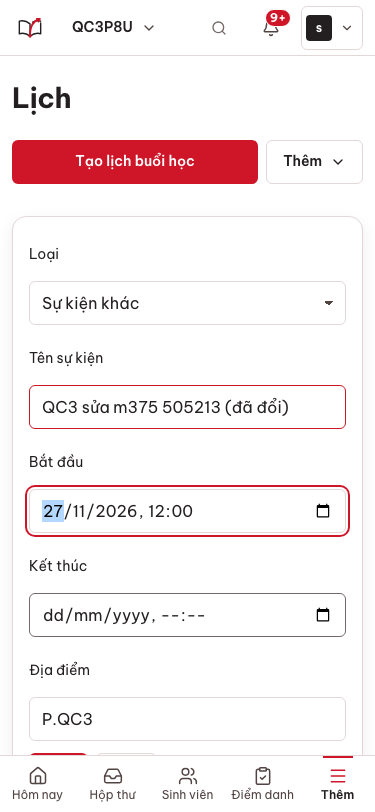 QC3P8U
9+
s
Lịch
Tạo lịch buổi học
Thêm
Loại
Sự kiện khác
Tên sự kiện
QC3 sửa m375 505213 (đã đổi)
Bắt đầu
27/11/2026, 12:00
Kết thúc
dd/mm/yyyy, --:--
Địa điểm
P.QC3
Hôm nay
Hộp thư
Sinh viên
Điểm danh
Thêm